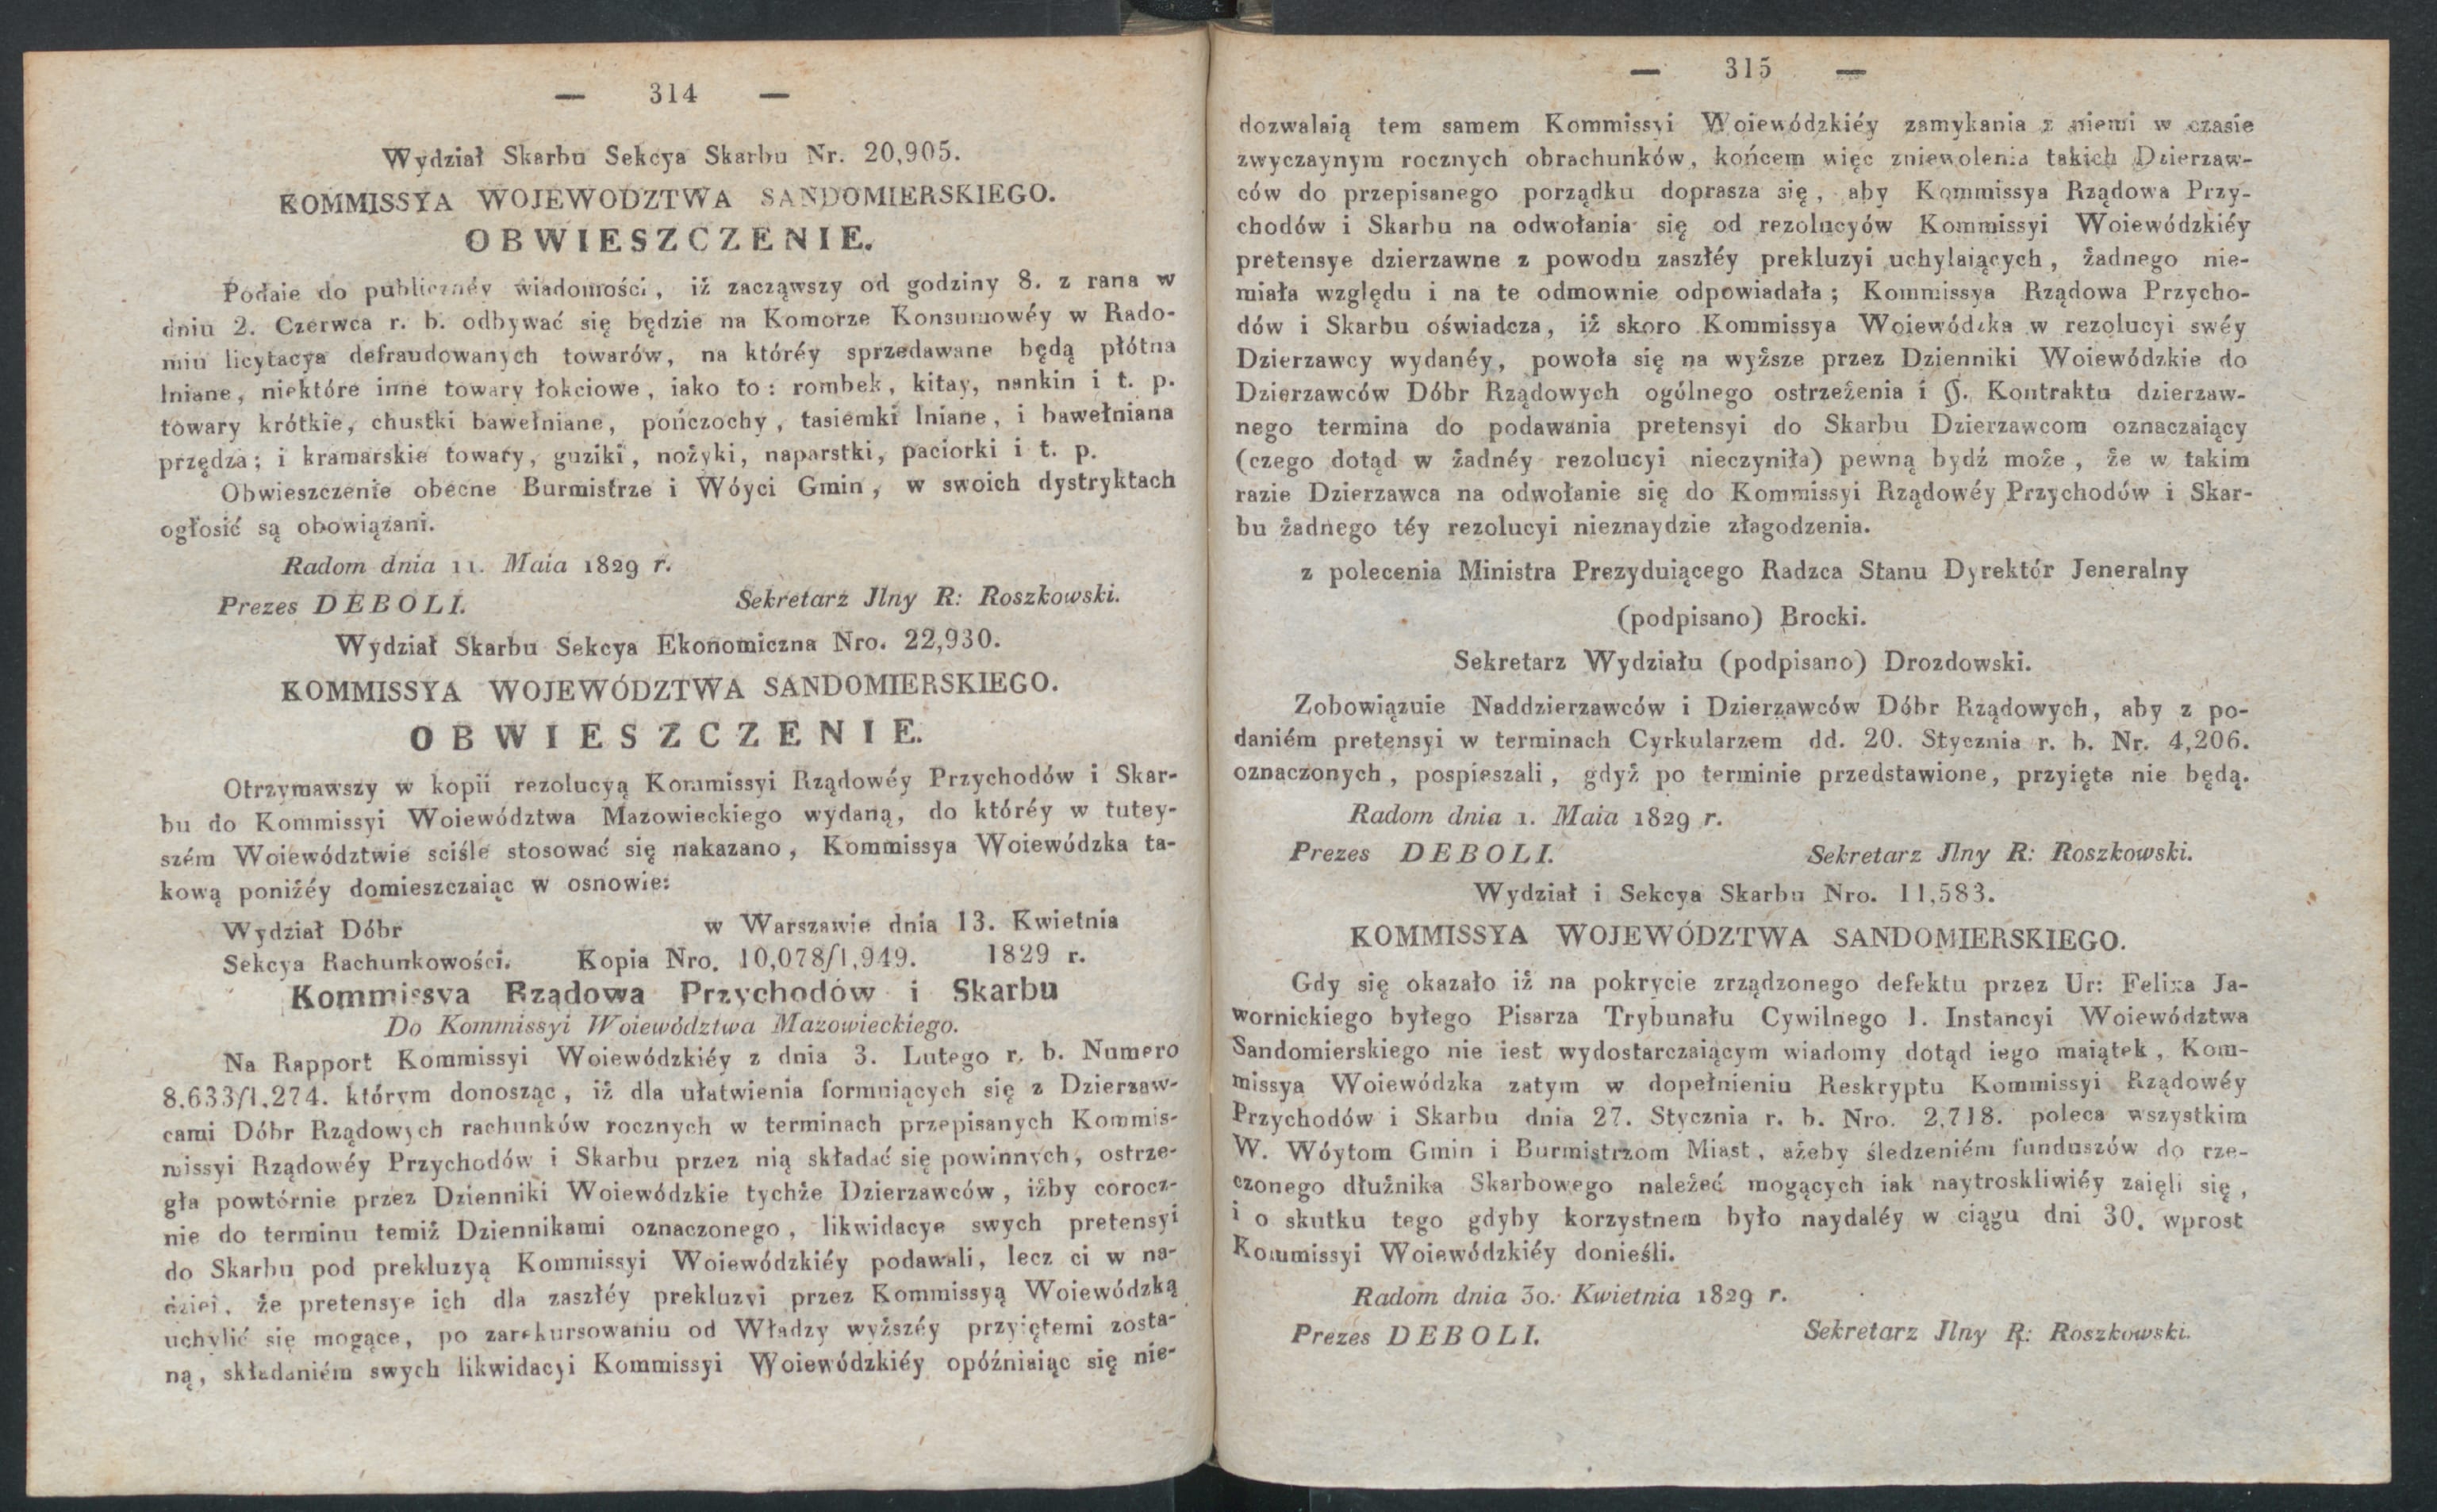 — 314 —
Wydział Skarbu Sekcya Skarbu Nr. 20,905.
KOMMISSYA WOJEWODZTWA SANDOMIERSKIEGO.
OBWIESZCZENIE.
Podaie do publicznéy wiadomości, iż zacząwszy od godziny 8. z rana w
dniu 2. Czerwca r. b. odbywać się będzie na Komorze Konsumowéy w Rado-
miu licytacya defraudowanych towarów, na któréy sprzedawane będą płótna
lniane, niektóre inne towary łokciowe, iako to: rombek, kitay, nankin i t. p.
towary krótkie, chustki bawełniane, pończochy, tasiemki lniane, i bawełniana
przędza; i kramarskie towary, guziki, nożyki, naparstki, paciorki i t. p.
Obwieszczenie obecne Burmistrze i Wóyci Gmin, w swoich dystryktach
ogłosić są obowiązani.
Radom dnia 11. Maia 1829 r.
Prezes DEBOLI. Sekretarz Jlny R: Roszkowski.
Wydział Skarbu Sekcya Ekonomiczna Nro. 22,930.
KOMMISSYA WOJEWÓDZTWA SANDOMIERSKIEGO.
OBWIESZCZENIE.
Otrzymawszy w kopii rezolucyą Kommissyi Rządowéy Przychodów i Skar-
bu do Kommissyi Woiewództwa Mazowieckiego wydaną, do któréy w tutey-
szém Woiewództwie sciśle stosować się nakazano, Kommissya Woiewódzka ta-
kową poniżéy domieszczaiąc w osnowie:
Wydział Dóbr w Warszawie dnia 13. Kwietnia
Sekcya Rachunkowości. Kopia Nro. 10,078/1,949. 1829 r.
Kommissya Rządowa Przychodów i Skarbu
Do Kommissyi Woiewództwa Mazowieckiego.
Na Rapport Kommissyi Woiewódzkiéy z dnia 3. Lutego r. b. Numero
8,633/1,274. którym donosząc, iż dla ułatwienia formuiących się z Dzierzaw-
cami Dóbr Rządowych rachunków rocznych w terminach przepisanych Kommis-
missyi Rządowéy Przychodów i Skarbu przez nią składać się powinnych, ostrze-
gła powtórnie przez Dzienniki Woiewódzkie tychże Dzierzawców, iżby corocz-
nie do terminu temiż Dziennikami oznaczonego, likwidacye swych pretensyi
do Skarbu pod prekluzyą Kommissyi Woiewódzkiéy podawali, lecz ci w na-
dziei, że pretensye ich dla zaszłéy prekluzyi przez Kommissyą Woiewódzką
uchylić się mogące, po zarekursowaniu od Władzy wyższéy przyiętemi zosta-
ną, składaniém swych likwidacyi Kommissyi Woiewódzkiéy opóźniaiąc się nie-
— 315 —
dozwalaią tem samem Kommissyi Woiewódzkiéy zamykania z niemi w czasie
zwyczaynym rocznych obrachunków, końcem więc zniewolenia takich Dzierzaw-
ców do przepisanego porządku doprasza się, aby Kommissya Rządowa Przy-
chodów i Skarbu na odwołania się od rezolucyów Kommissyi Woiewódzkiéy
pretensye dzierzawne z powodu zaszłéy prekluzyi uchylaiących, żadnego nie-
miała względu i na te odmownie odpowiadała; Kommissya Rządowa Przycho-
dów i Skarbu oświadcza, iż skoro Kommissya Woiewódzka w rezolucyi swéy
Dzierzawcy wydanéy, powoła się na wyższe przez Dzienniki Woiewódzkie do
Dzierzawców Dóbr Rządowych ogólnego ostrzeżenia i §. Kontraktu dzierzaw-
nego termina do podawania pretensyi do Skarbu Dzierzawcom oznaczaiący
(czego dotąd w żadnéy rezolucyi nieczyniła) pewną bydź może, że w takim
razie Dzierzawca na odwołanie się do Kommissyi Rządowéy Przychodów i Skar-
bu żadnego téy rezolucyi nieznaydzie złagodzenia.
z polecenia Ministra Prezyduiącego Radzca Stanu Dyrektór Jeneralny
(podpisano) Brocki.
Sekretarz Wydziału (podpisano) Drozdowski.
Zobowiązuie Naddzierzawców i Dzierzawców Dóbr Rządowych, aby z po-
daniém pretensyi w terminach Cyrkularzem dd. 20. Stycznia r. b. Nr. 4,206.
oznaczonych, pospieszali, gdyż po terminie przedstawione, przyięte nie będą.
Radom dnia 1. Maia 1829 r.
Prezes DEBOLI. Sekretarz Jlny R: Roszkowski.
Wydział i Sekcya Skarbu Nro. 11,583.
KOMMISSYA WOJEWÓDZTWA SANDOMIERSKIEGO.
Gdy się okazało iż na pokrycie zrządzonego defektu przez Ur: Felixa Ja-
wornickiego byłego Pisarza Trybunału Cywilnego 1. Instancyi Woiewództwa
Sandomierskiego nie iest wydostarczaiącym wiadomy dotąd iego maiątek, Kom-
missya Woiewódzka zatym w dopełnieniu Reskryptu Kommissyi Rządowéy
Przychodów i Skarbu dnia 27. Stycznia r. b. Nro. 2,718. poleca wszystkim
W. Wóytom Gmin i Burmistrzom Miast, ażeby śledzeniém funduszów do rze-
czonego dłużnika Skarbowego należeć mogących iak naytroskliwiéy zaięli się,
i o skutku tego gdyby korzystnem było naydaléy w ciągu dni 30. wprost
Kommissyi Woiewódzkiéy donieśli.
Radom dnia 30. Kwietnia 1829 r.
Prezes DEBOLI. Sekretarz Jlny R: Roszkowski.